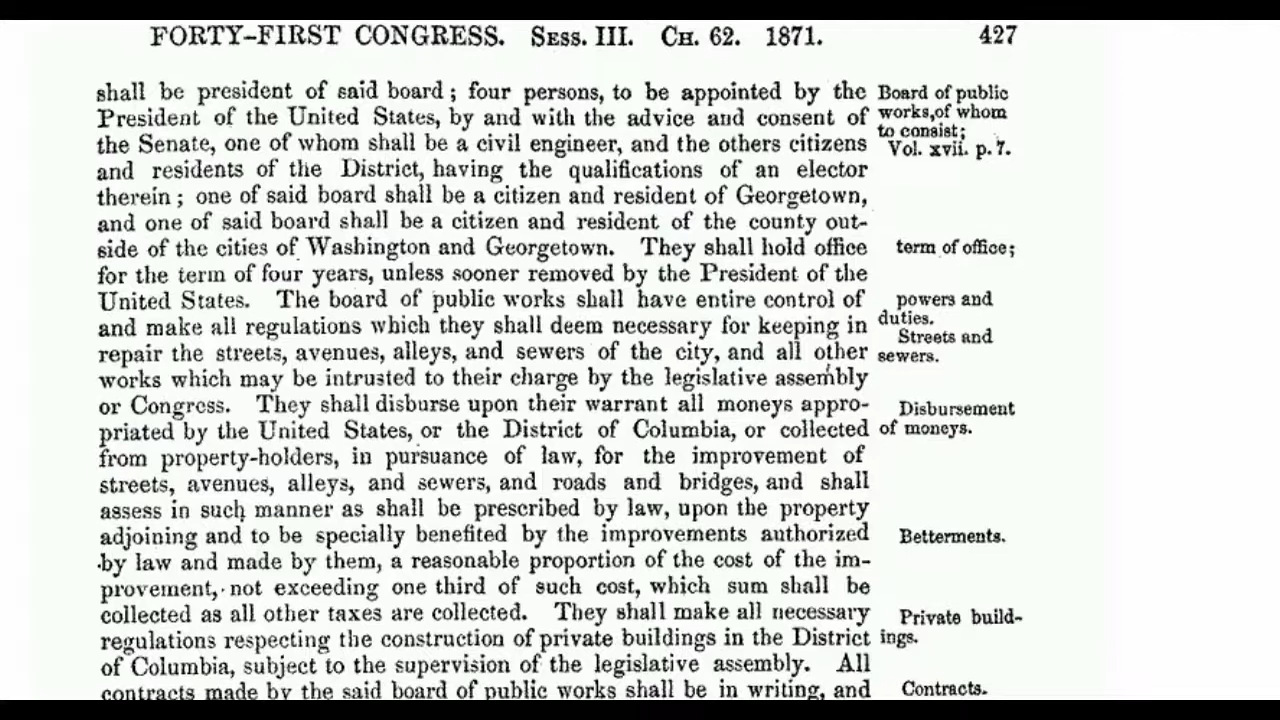 FORTY-FIRST CONGRESS. SESS. III. CH. 62. 1871. 427
shall be president of said board; four persons, to be appointed by the
President of the United States, by and with the advice and consent of
the Senate, one of whom shall be a civil engineer, and the others citizens
and residents of the District, having the qualifications of an elector
therein; one of said board shall be a citizen and resident of Georgetown,
and one of said board shall be a citizen and resident of the county out-
side of the cities of Washington and Georgetown. They shall hold office
for the term of four years, unless sooner removed by the President of the
United States. The board of public works shall have entire control of
and make all regulations which they shall deem necessary for keeping in
repair the streets, avenues, alleys, and sewers of the city, and all other
works which may be intrusted to their charge by the legislative assembly
or Congress. They shall disburse upon their warrant all moneys appro-
priated by the United States, or the District of Columbia, or collected
from property-holders, in pursuance of law, for the improvement of
streets, avenues, alleys, and sewers, and roads and bridges, and shall
assess in such manner as shall be prescribed by law, upon the property
adjoining and to be specially benefited by the improvements authorized
by law and made by them, a reasonable proportion of the cost of the im-
provement, not exceeding one third of such cost, which sum shall be
collected as all other taxes are collected. They shall make all necessary
regulations respecting the construction of private buildings in the District
of Columbia, subject to the supervision of the legislative assembly. All
contracts made by the said board of public works shall be in writing, and
Board of public
works, of whom
to consist;
Vol. xvii. p. 7.
term of office;
powers and
duties.
Streets and
sewers.
Disbursement
of moneys.
Betterments.
Private build-
ings.
Contracts.